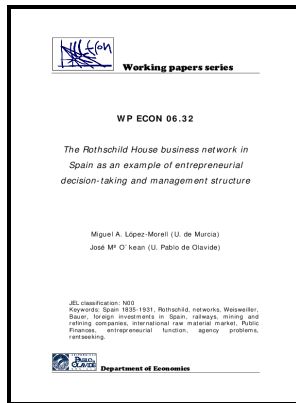 Working papers series
WP ECON 06.32
The Rothschild House business network in
Spain as an example of entrepreneurial
decision-taking and management structure
Miguel A. López-Morell (U. de Murcia)
José Mª O´kean (U. Pablo de Olavide)
JEL classification: N00
Keywords: Spain 1835-1931, Rothschild, networks, Weisweiller,
Bauer, foreign investments in Spain, railways, mining and
refining companies, international raw material market, Public
Finances, entrepreneurial function, agency problems,
rentseeking.
PABLO
OLAVIDE
Department of Economics